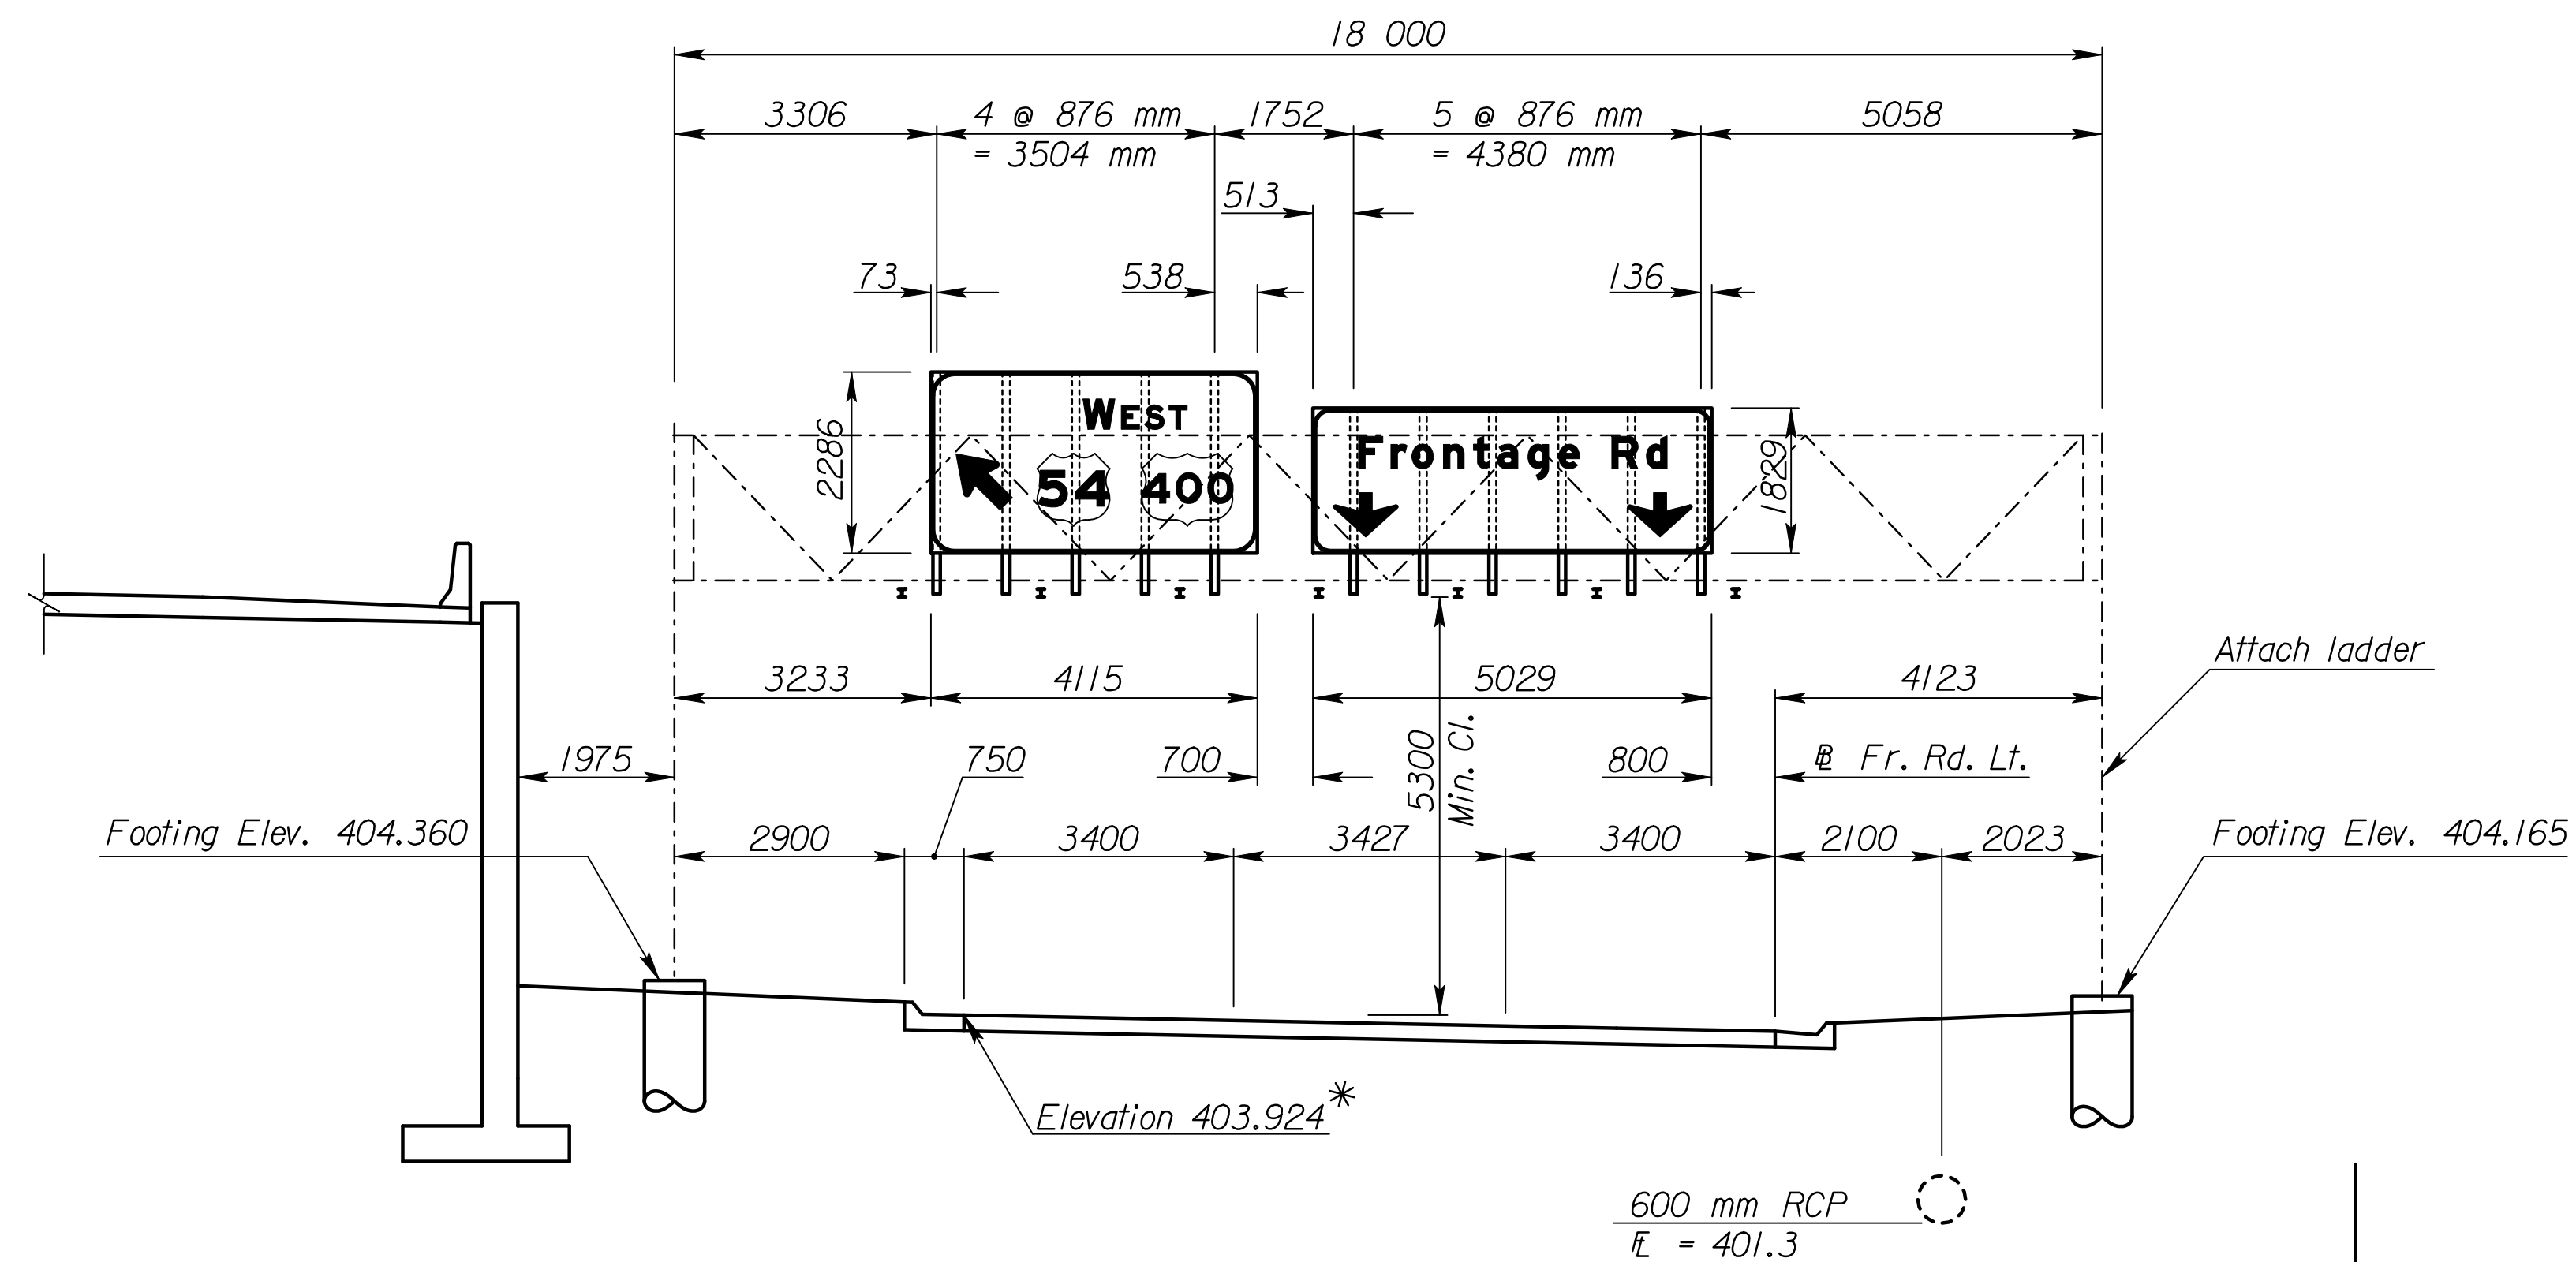 18 000
3306
4 @ 876 mm
= 3504 mm
1752
5 @ 876 mm
= 4380 mm
5058
513
73
538
136
2286
WEST
54 400
Frontage Rd
1829
3233
4115
5029
4123
Attach ladder
1975
750
700
5300
Min. Cl.
800
℄ Fr. Rd. Lt.
Footing Elev. 404.360
2900
3400
3427
3400
2100
2023
Footing Elev. 404.165
Elevation 403.924*
600 mm RCP
FL = 401.3